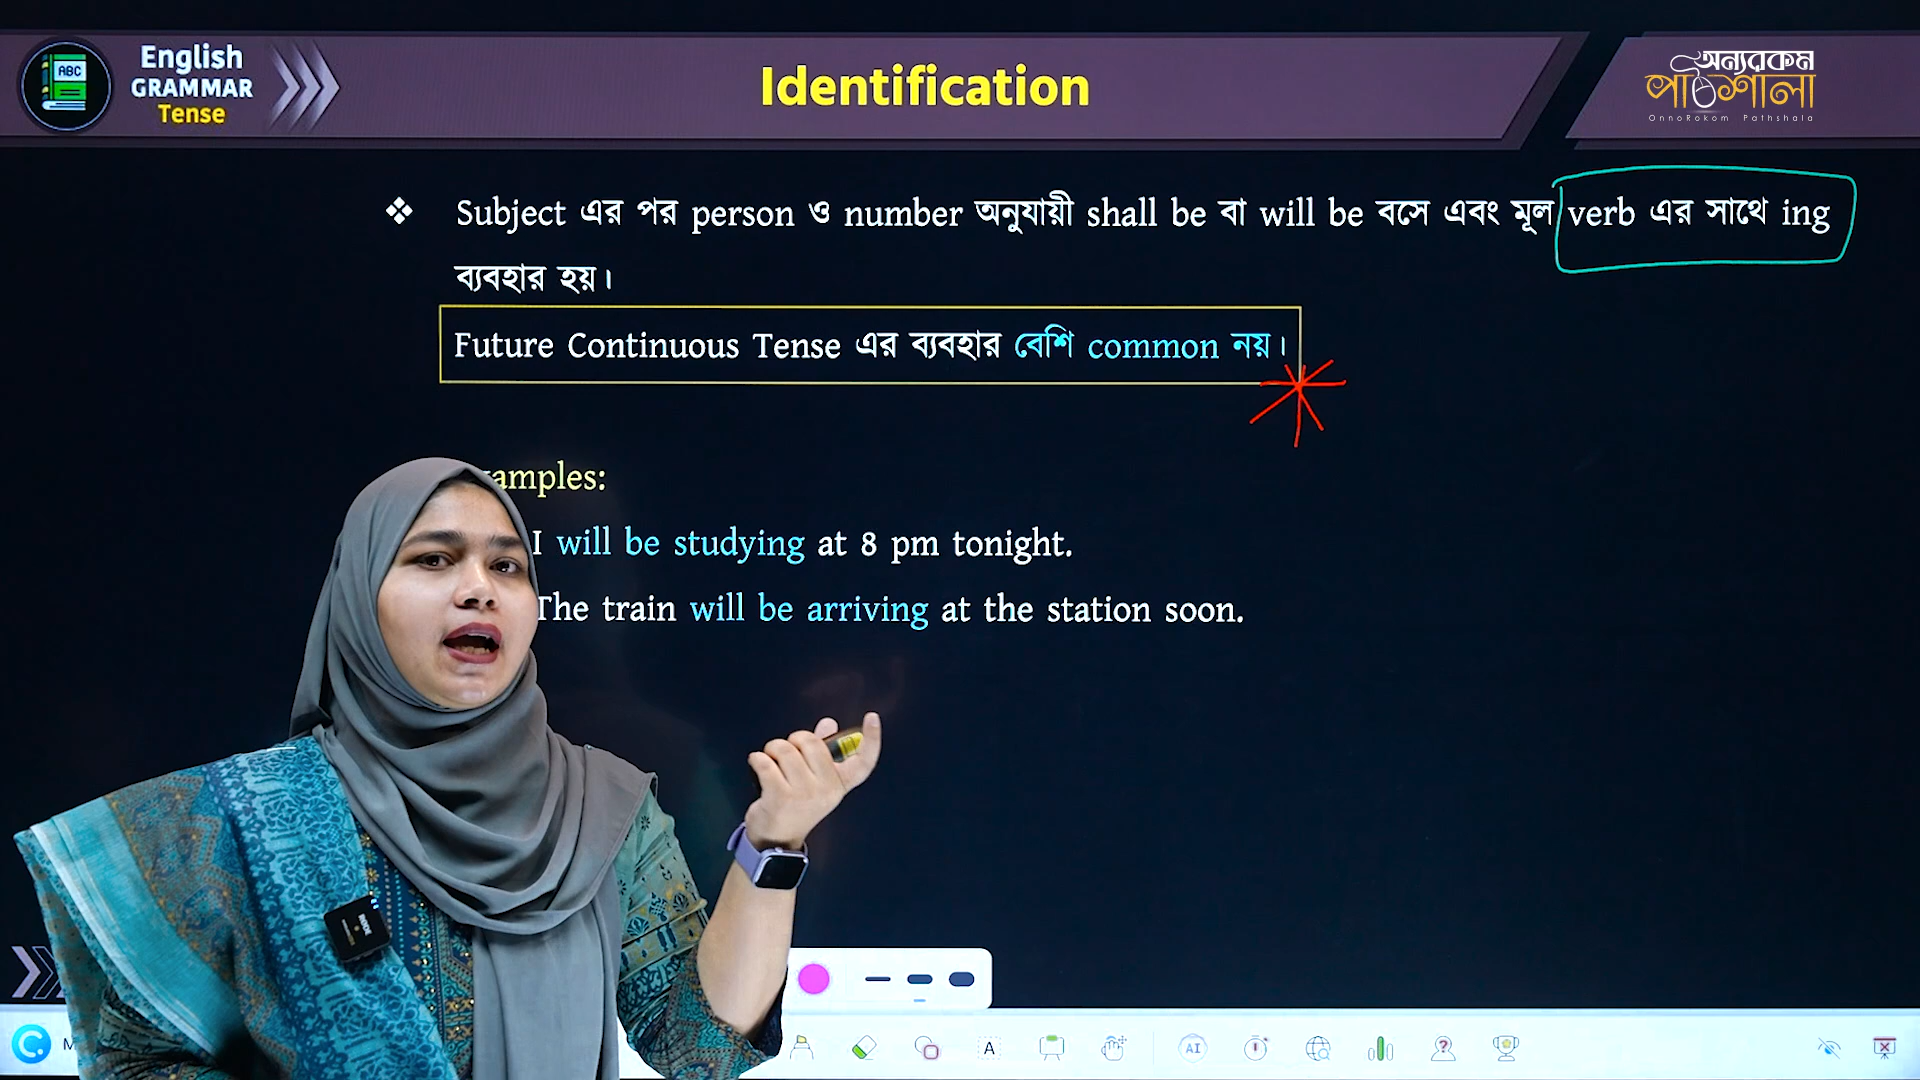 English
GRAMMAR
Tense
ABC
Identification
অন্যরকম
পাঠশালা
OnnoRokom Pathshala
❖ Subject এর পর person ও number অনুযায়ী shall be বা will be বসে এবং মূল verb এর সাথে ing
ব্যবহার হয়।
Future Continuous Tense এর ব্যবহার বেশি common নয়।
amples:
I will be studying at 8 pm tonight.
The train will be arriving at the station soon.
A
AI